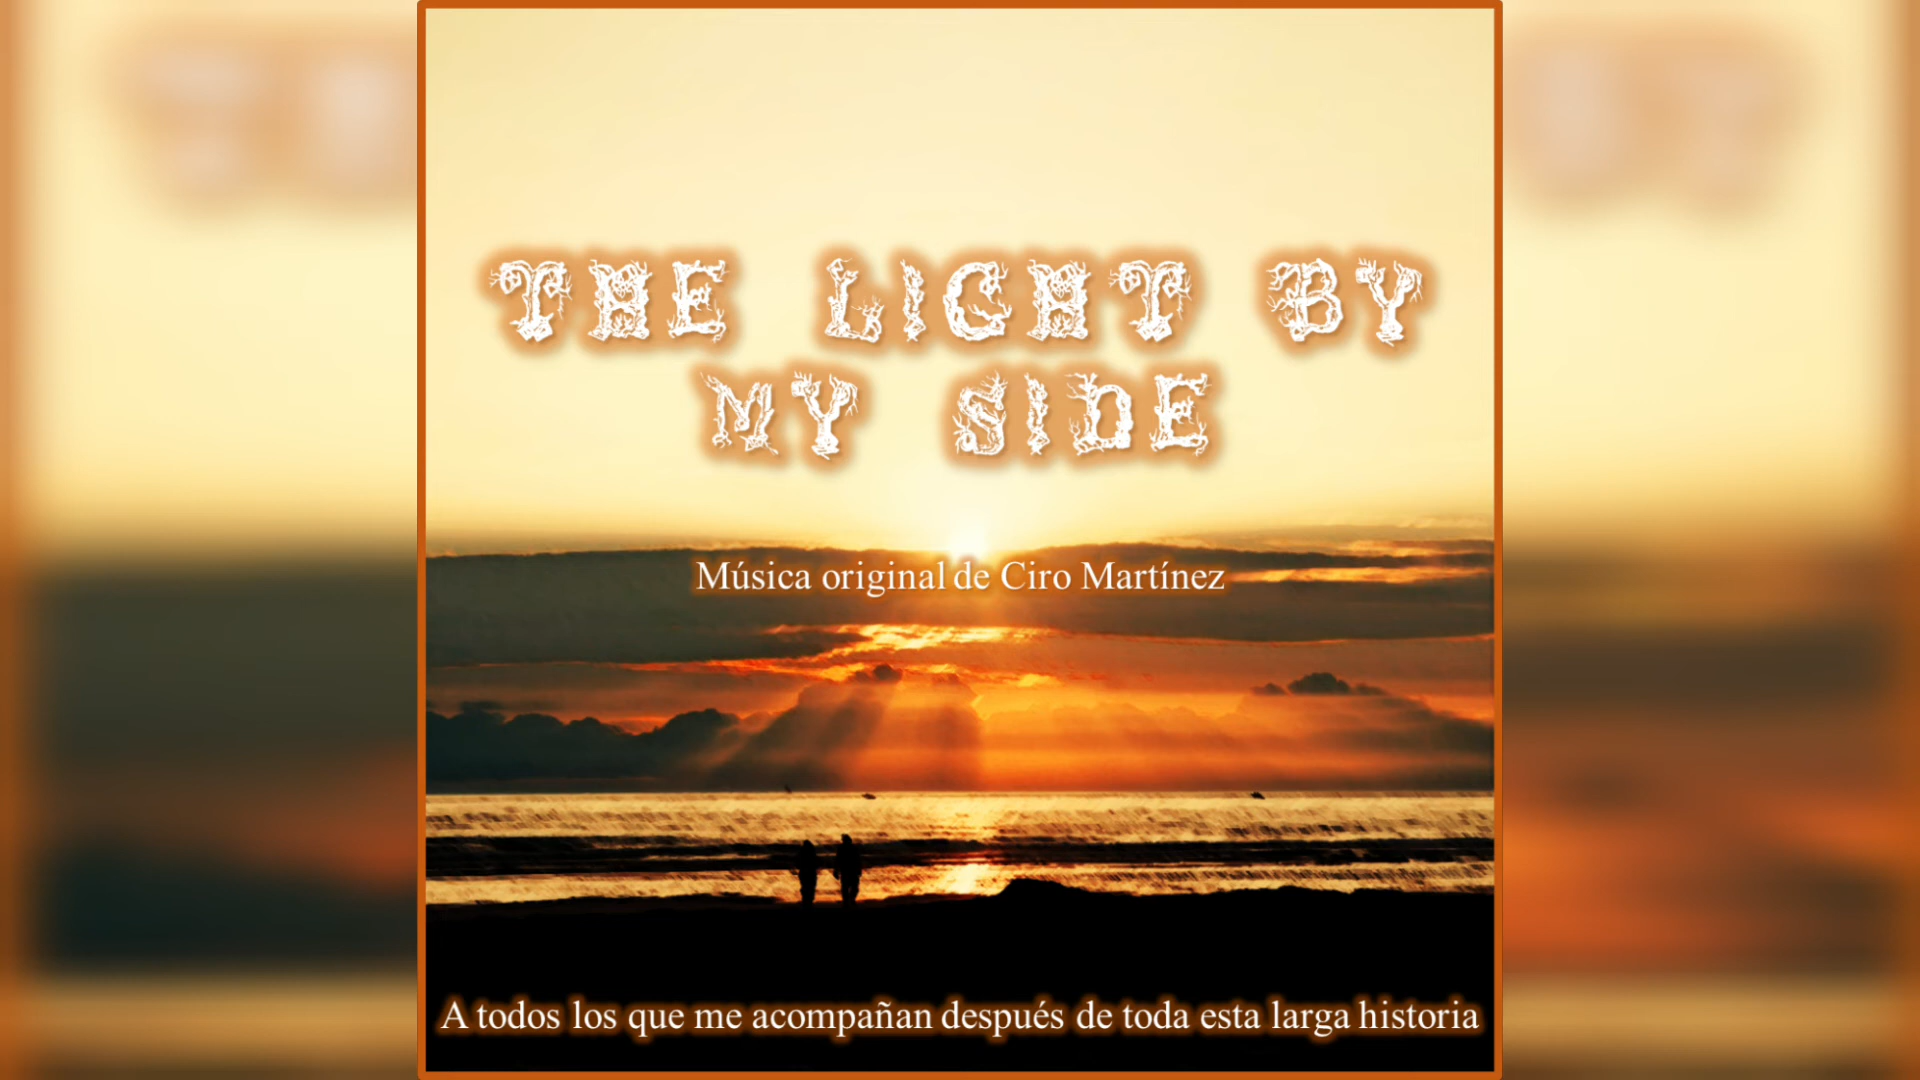 THE LIGHT BY
MY SIDE
Música original de Ciro Martínez
A todos los que me acompañan después de toda esta larga historia